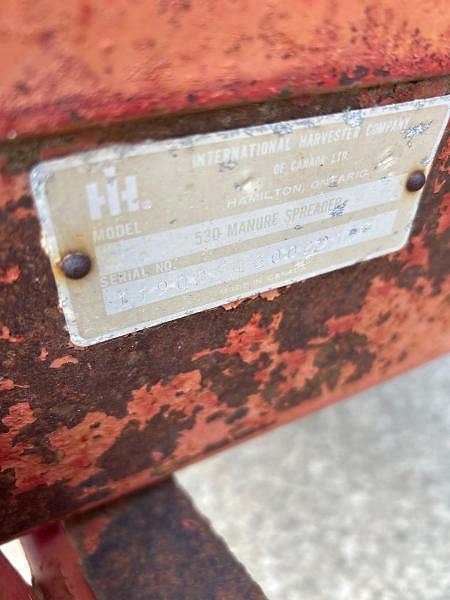 INTERNATIONAL HARVESTER COMPANY
OF CANADA LTD.
HAMILTON, ONTARIO
IH®
MODEL
530 MANURE SPREADER
SERIAL NO.
MADE IN CANADA